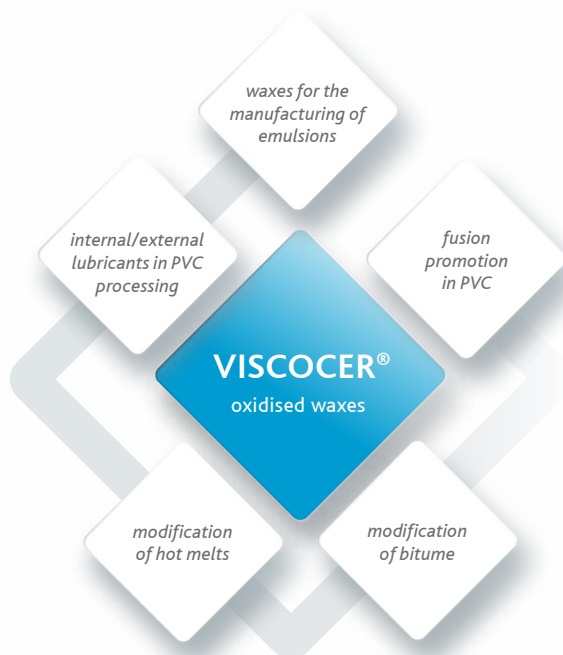 waxes for the
manufacturing of
emulsions
internal/external
lubricants in PVC
processing
fusion
promotion
in PVC
VISCOCER®
oxidised waxes
modification
of hot melts
modification
of bitume